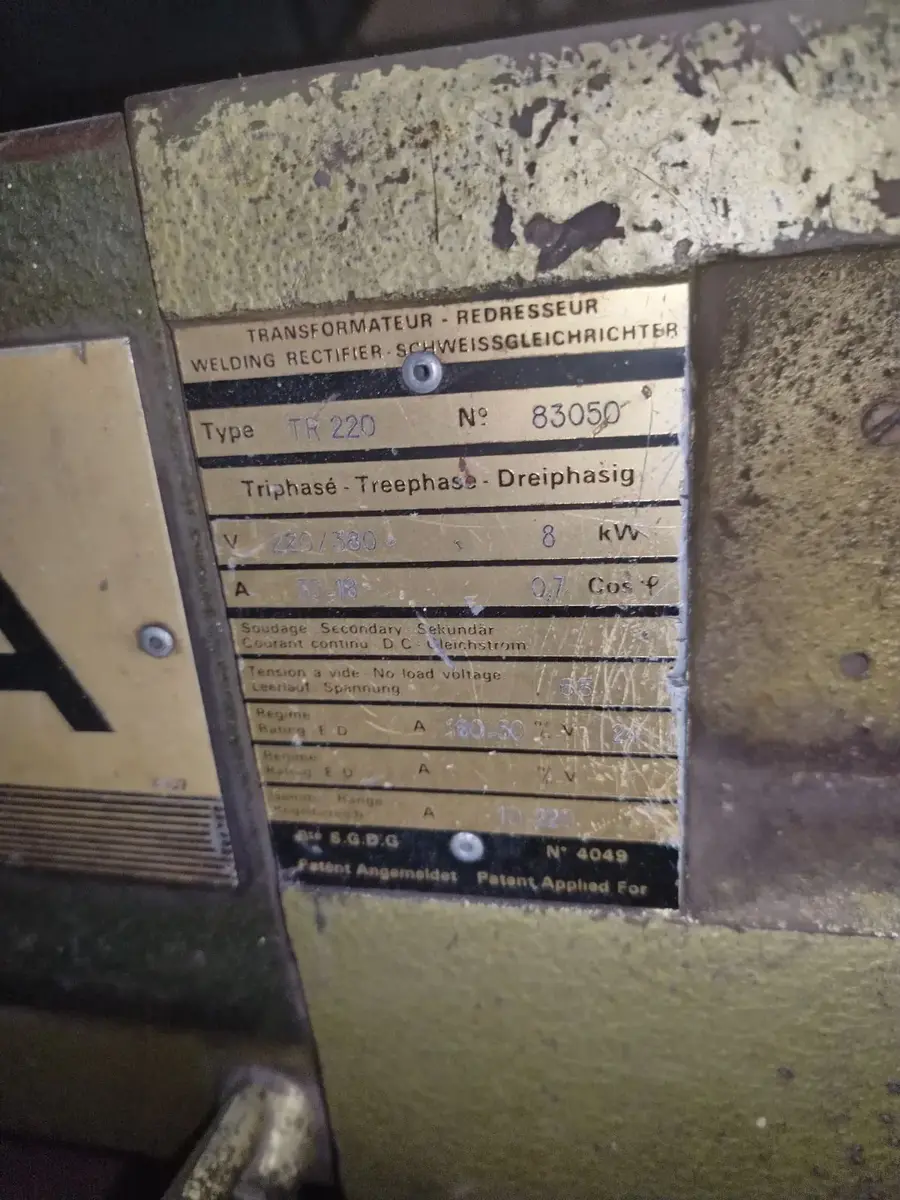 TRANSFORMATEUR - REDRESSEUR
WELDING RECTIFIER - SCHWEISSGLEICHRICHTER
Type TR 220 Nº 83050
Triphasé - Treephase - Dreiphasig
V 220/380 8 kW
A 0,7 Cos φ
Soudage Secondary Sekundär
Courant continu D.C. Gleichstrom
Tension a vide - No load voltage
Leerlauf - Spannung
Regime
Rating E D A % V
Regime
Rating E D A % V
Range
A
Bté S.G.D.G N° 4049
Patent Angemeldet Patent Applied For
A